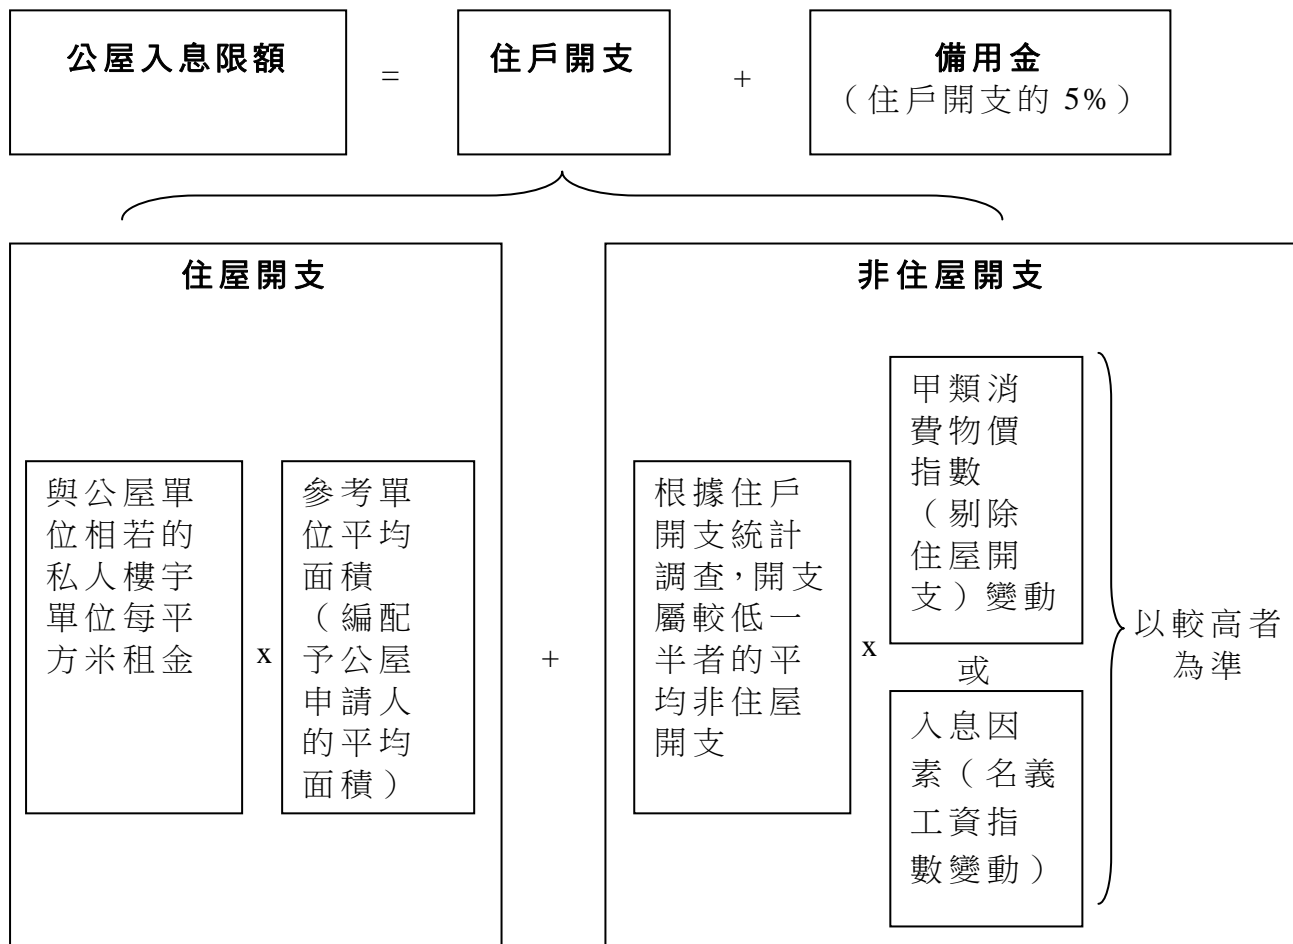 公屋入息限額
=
住戶開支
+
備用金
（住戶開支的 5%）
住屋開支
與公屋單
位相若的
私人樓宇
單位每平
方米租金
x
參考單
位平均
面積
（編配
予公屋
申請人
的平均
面積）
+
非住屋開支
根據住戶
開支統計
調查，開支
屬較低一
半者的平
均非住屋
開支
x
甲類消
費物價
指數
（剔除
住屋開
支）變動
或
入息因
素（名義
工資指
數變動）
以較高者
為準